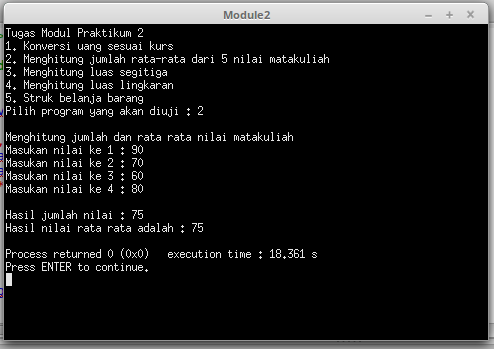 Module2
Tugas Modul Praktikum 2
1. Konversi uang sesuai kurs
2. Menghitung jumlah rata-rata dari 5 nilai matakuliah
3. Menghitung luas segitiga
4. Menghitung luas lingkaran
5. Struk belanja barang
Pilih program yang akan diuji : 2
Menghitung jumlah dan rata rata nilai matakuliah
Masukan nilai ke 1 : 90
Masukan nilai ke 2 : 70
Masukan nilai ke 3 : 60
Masukan nilai ke 4 : 80
Hasil jumlah nilai : 75
Hasil nilai rata rata adalah : 75
Process returned 0 (0x0)   execution time : 18.361 s
Press ENTER to continue.